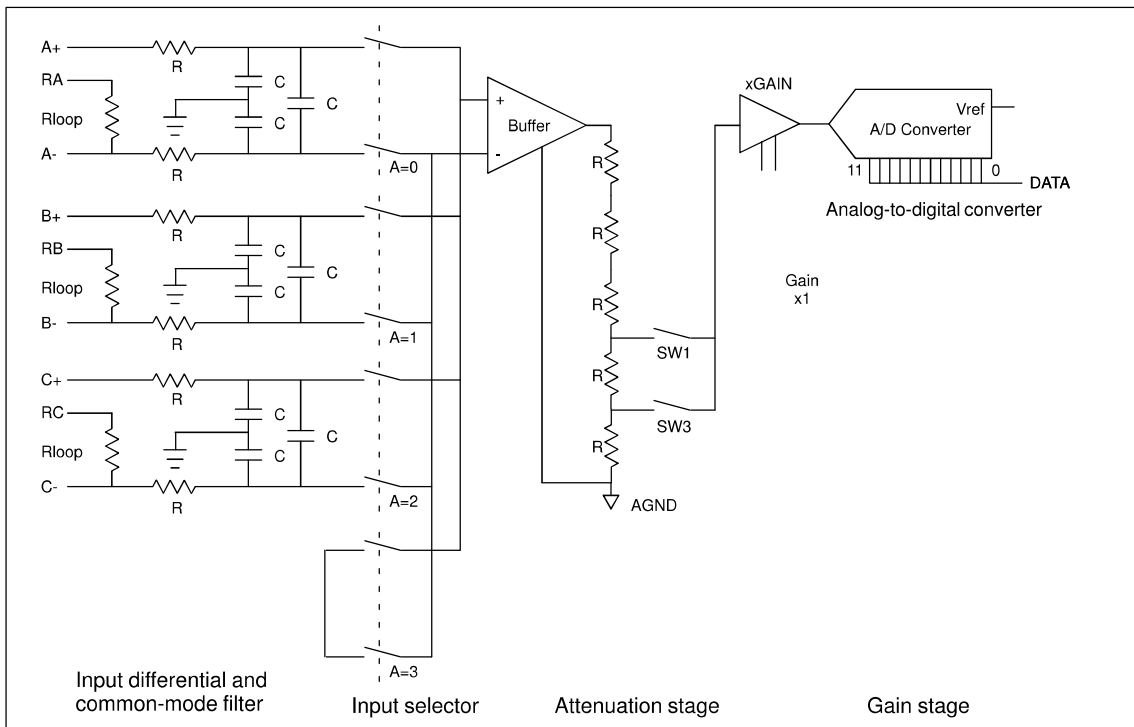 A+
R
RA
C
Rloop
C
C
A-
R
A=0
B+
R
RB
C
Rloop
C
C
B-
R
A=1
C+
R
RC
C
Rloop
C
C
C-
R
A=2
A=3
+
Buffer
-
R
R
R
R
R
SW1
SW3
AGND
xGAIN
Vref
A/D Converter
11
0
DATA
Analog-to-digital converter
Gain
x1
Input differential and
common-mode filter
Input selector
Attenuation stage
Gain stage